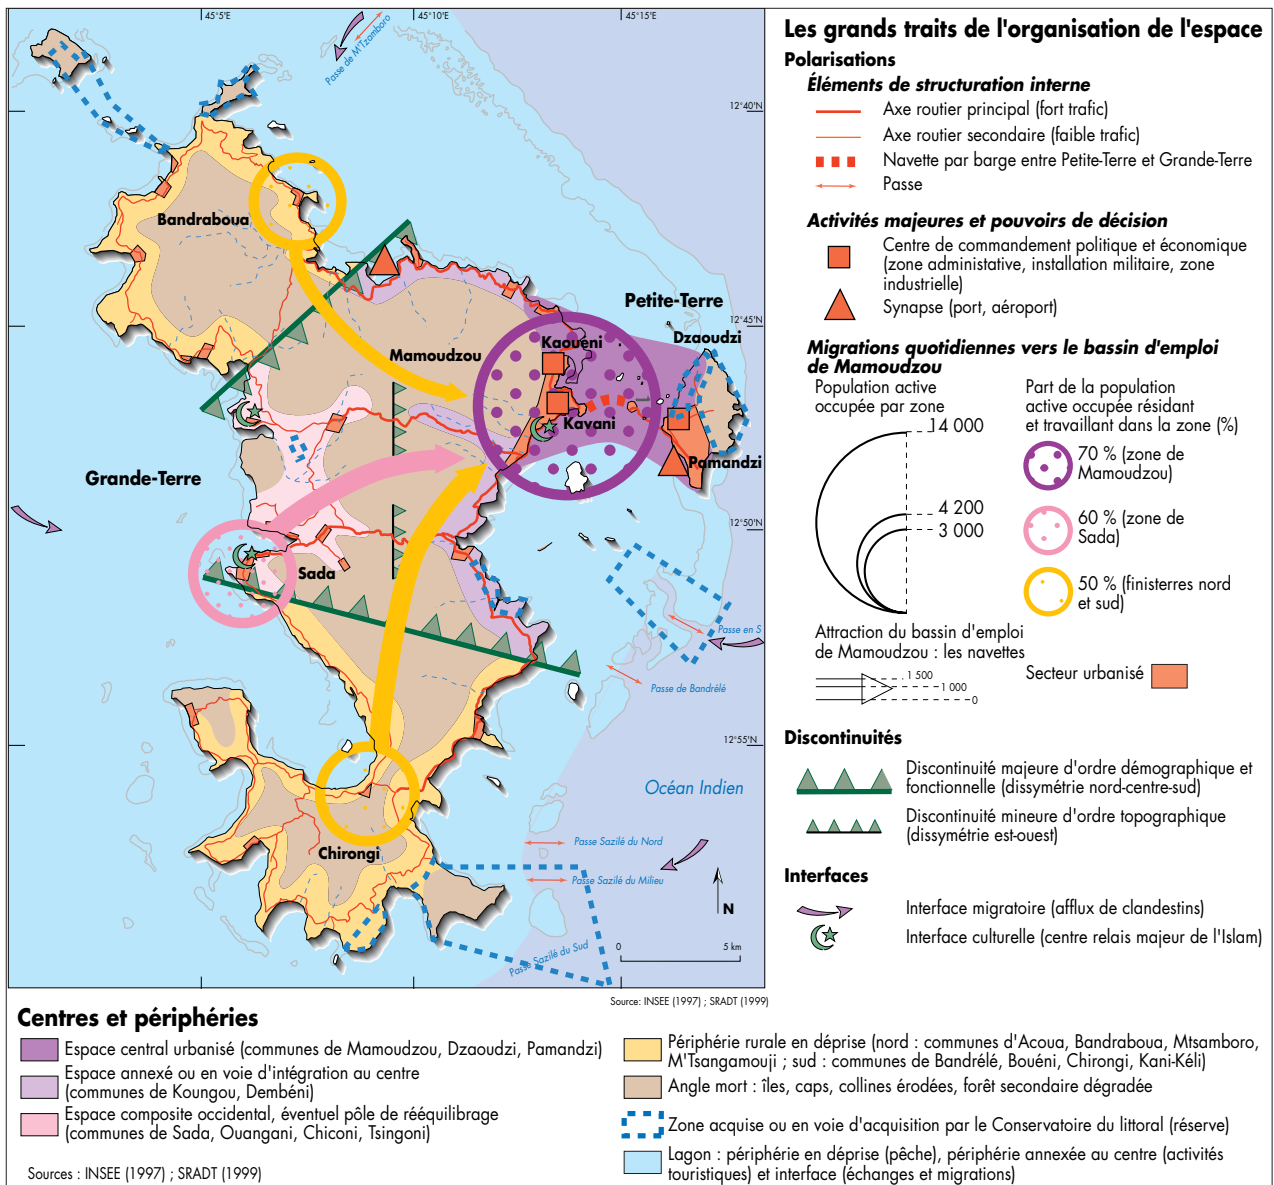 45°5'E
45°10'E
45°15'E
Passe de M'Tzamboro
12°40'N
Bandraboua
Petite-Terre
12°45'N
Dzaoudzi
Kaouéni
Mamoudzou
Kavani
Pamandzi
Grande-Terre
12°50'N
Sada
Passe en S
Passe de Bandrélé
12°55'N
Océan Indien
Passe Sazilé du Nord
Chirongi
Passe Sazilé du Milieu
N
Passe Sazilé du Sud
0
5 km
Source: INSEE (1997) ; SRADT (1999)
Les grands traits de l'organisation de l'espace
Polarisations
Éléments de structuration interne
Axe routier principal (fort trafic)
Axe routier secondaire (faible trafic)
Navette par barge entre Petite-Terre et Grande-Terre
Passe
Activités majeures et pouvoirs de décision
Centre de commandement politique et économique
(zone administative, installation militaire, zone
industrielle)
Synapse (port, aéroport)
Migrations quotidiennes vers le bassin d'emploi
de Mamoudzou
Population active
occupée par zone
14 000
4 200
3 000
Part de la population
active occupée résidant
et travaillant dans la zone (%)
70 % (zone de
Mamoudzou)
60 % (zone de
Sada)
50 % (finisterres nord
et sud)
Attraction du bassin d'emploi
de Mamoudzou : les navettes
1 500
1 000
0
Secteur urbanisé
Discontinuités
Discontinuité majeure d'ordre démographique et
fonctionelle (dissymétrie nord-centre-sud)
Discontinuité mineure d'ordre topographique
(dissymétrie est-ouest)
Interfaces
Interface migratoire (afflux de clandestins)
Interface culturelle (centre relais majeur de l'Islam)
Centres et périphéries
Espace central urbanisé (communes de Mamoudzou, Dzaoudzi, Pamandzi)
Espace annexé ou en voie d'intégration au centre
(communes de Koungou, Dembéni)
Espace composite occidental, éventuel pôle de rééquilbrage
(communes de Sada, Ouangani, Chiconi, Tsingoni)
Sources : INSEE (1997) ; SRADT (1999)
Périphérie rurale en déprise (nord : communes d'Acoua, Bandraboua, Mtsamboro,
M'Tsangamouji ; sud : communes de Bandrélé, Bouéni, Chirongi, Kani-Kéli)
Angle mort : îles, caps, collines érodées, forêt secondaire dégradée
Zone acquise ou en voie d'acquisition par le Conservatoire du littoral (réserve)
Lagon : périphérie en déprise (pêche), périphérie annexée au centre (activités
touristiques) et interface (échanges et migrations)